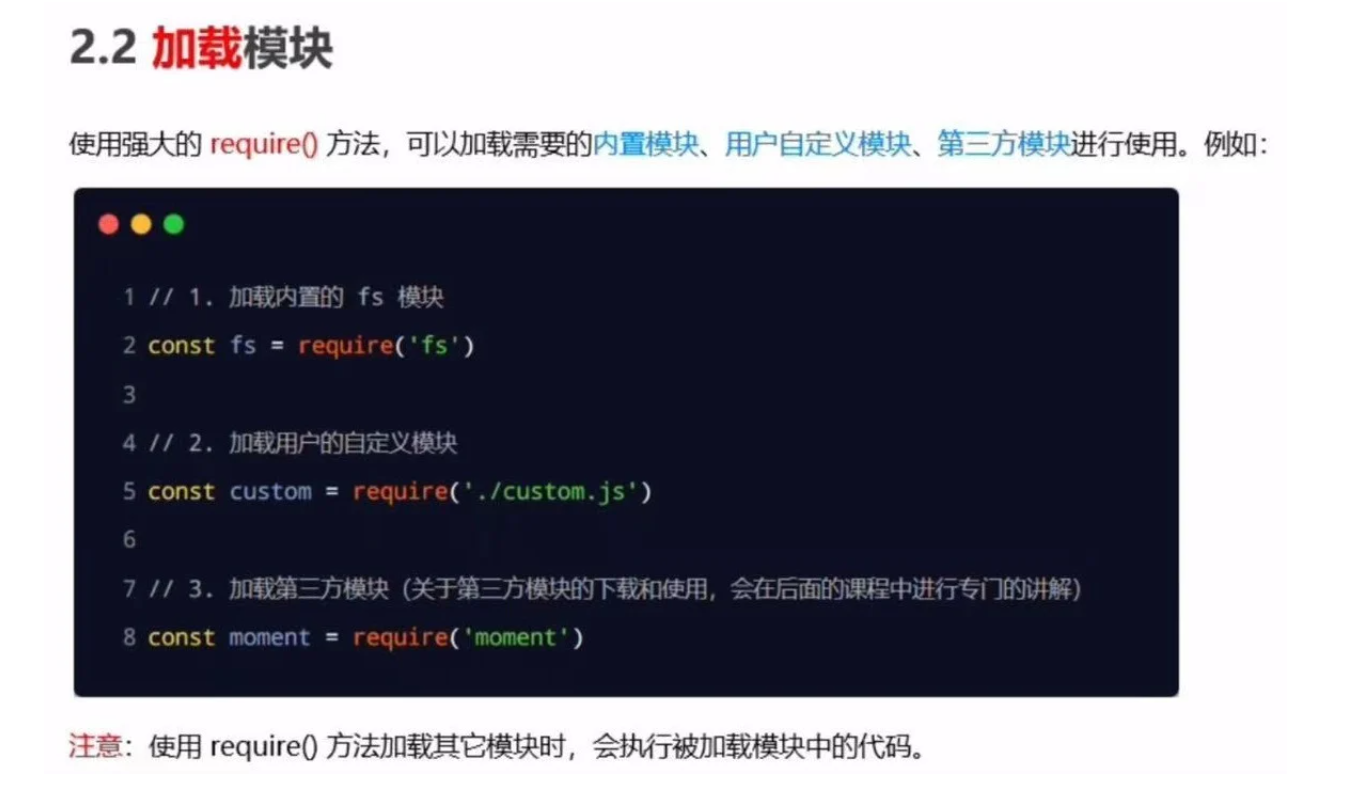 2.2 加载模块
使用强大的 require() 方法，可以加载需要的内置模块、用户自定义模块、第三方模块进行使用。例如：
1 // 1. 加载内置的 fs 模块
2 const fs = require('fs')
3
4 // 2. 加载用户的自定义模块
5 const custom = require('./custom.js')
6
7 // 3. 加载第三方模块（关于第三方模块的下载和使用，会在后面的课程中进行专门的讲解）
8 const moment = require('moment')
注意：使用 require() 方法加载其它模块时，会执行被加载模块中的代码。